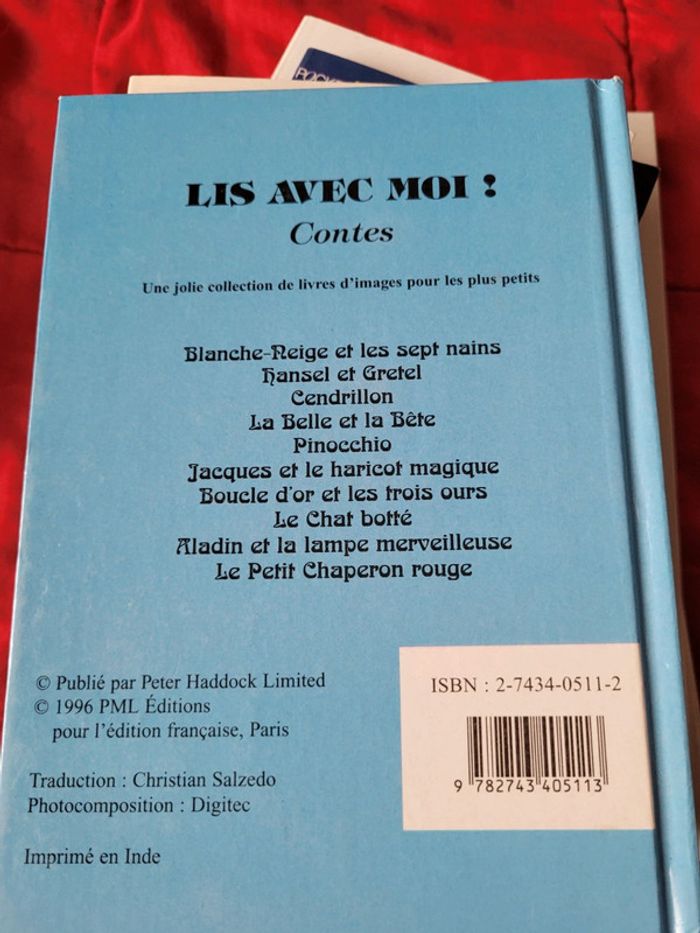 POCKE
LIS AVEC MOI !
Contes
Une jolie collection de livres d'images pour les plus petits
Blanche-Neige et les sept nains
Hansel et Gretel
Cendrillon
La Belle et la Bête
Pinocchio
Jacques et le haricot magique
Boucle d'or et les trois ours
Le Chat botté
Aladin et la lampe merveilleuse
Le Petit Chaperon rouge
© Publié par Peter Haddock Limited
© 1996 PML Éditions
pour l'édition française, Paris
Traduction : Christian Salzedo
Photocomposition : Digitec
Imprimé en Inde
ISBN : 2-7434-0511-2
9 782743 405113